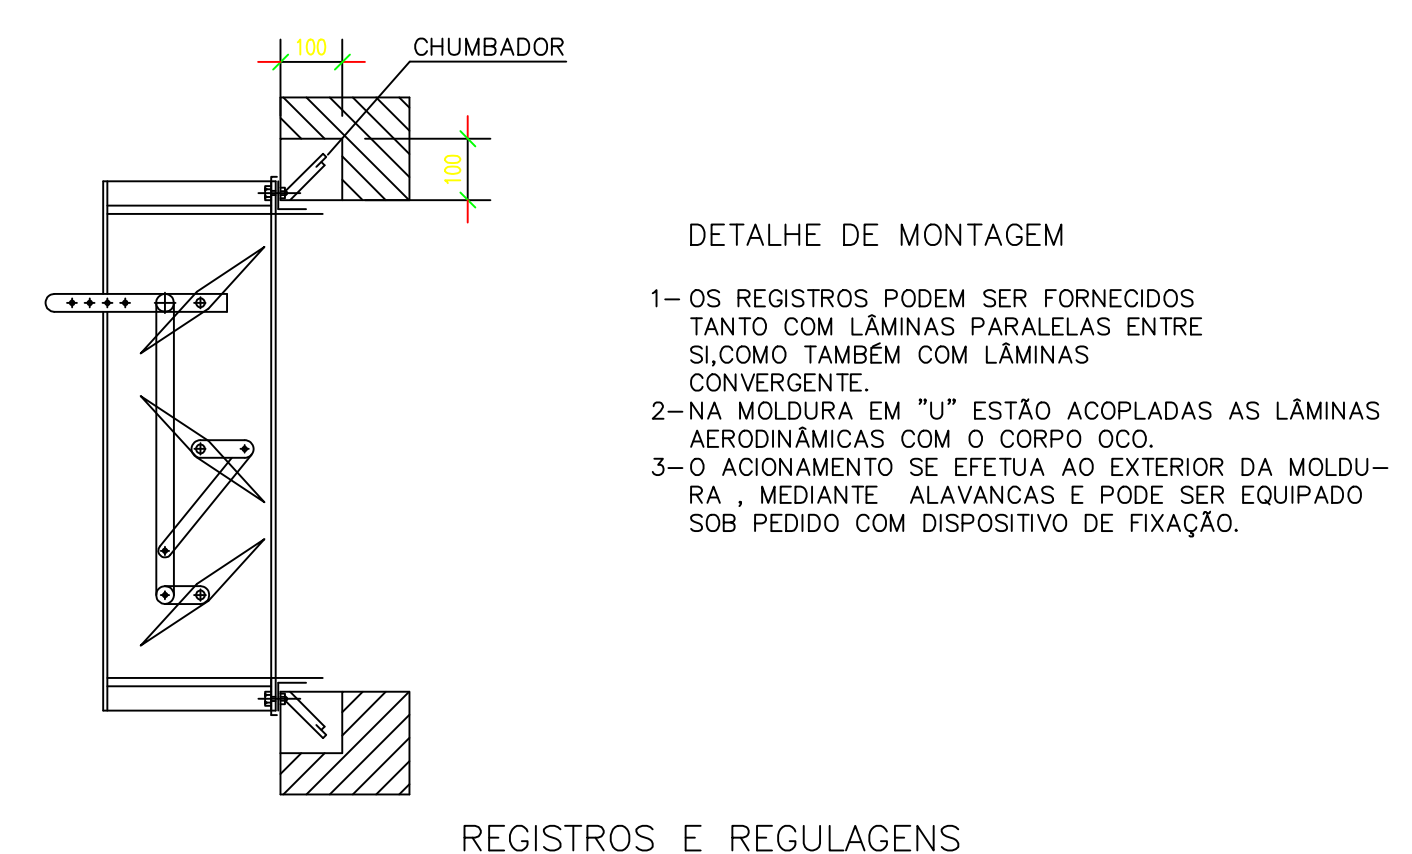 100
CHUMBADOR
100
DETALHE DE MONTAGEM
1- OS REGISTROS PODEM SER FORNECIDOS
TANTO COM LÂMINAS PARALELAS ENTRE
SI,COMO TAMBÉM COM LÂMINAS
CONVERGENTE.
2-NA MOLDURA EM "U" ESTÃO ACOPLADAS AS LÂMINAS
AERODINÂMICAS COM O CORPO OCO.
3-O ACIONAMENTO SE EFETUA AO EXTERIOR DA MOLDU-
RA , MEDIANTE ALAVANCAS E PODE SER EQUIPADO
SOB PEDIDO COM DISPOSITIVO DE FIXAÇÃO.
REGISTROS E REGULAGENS